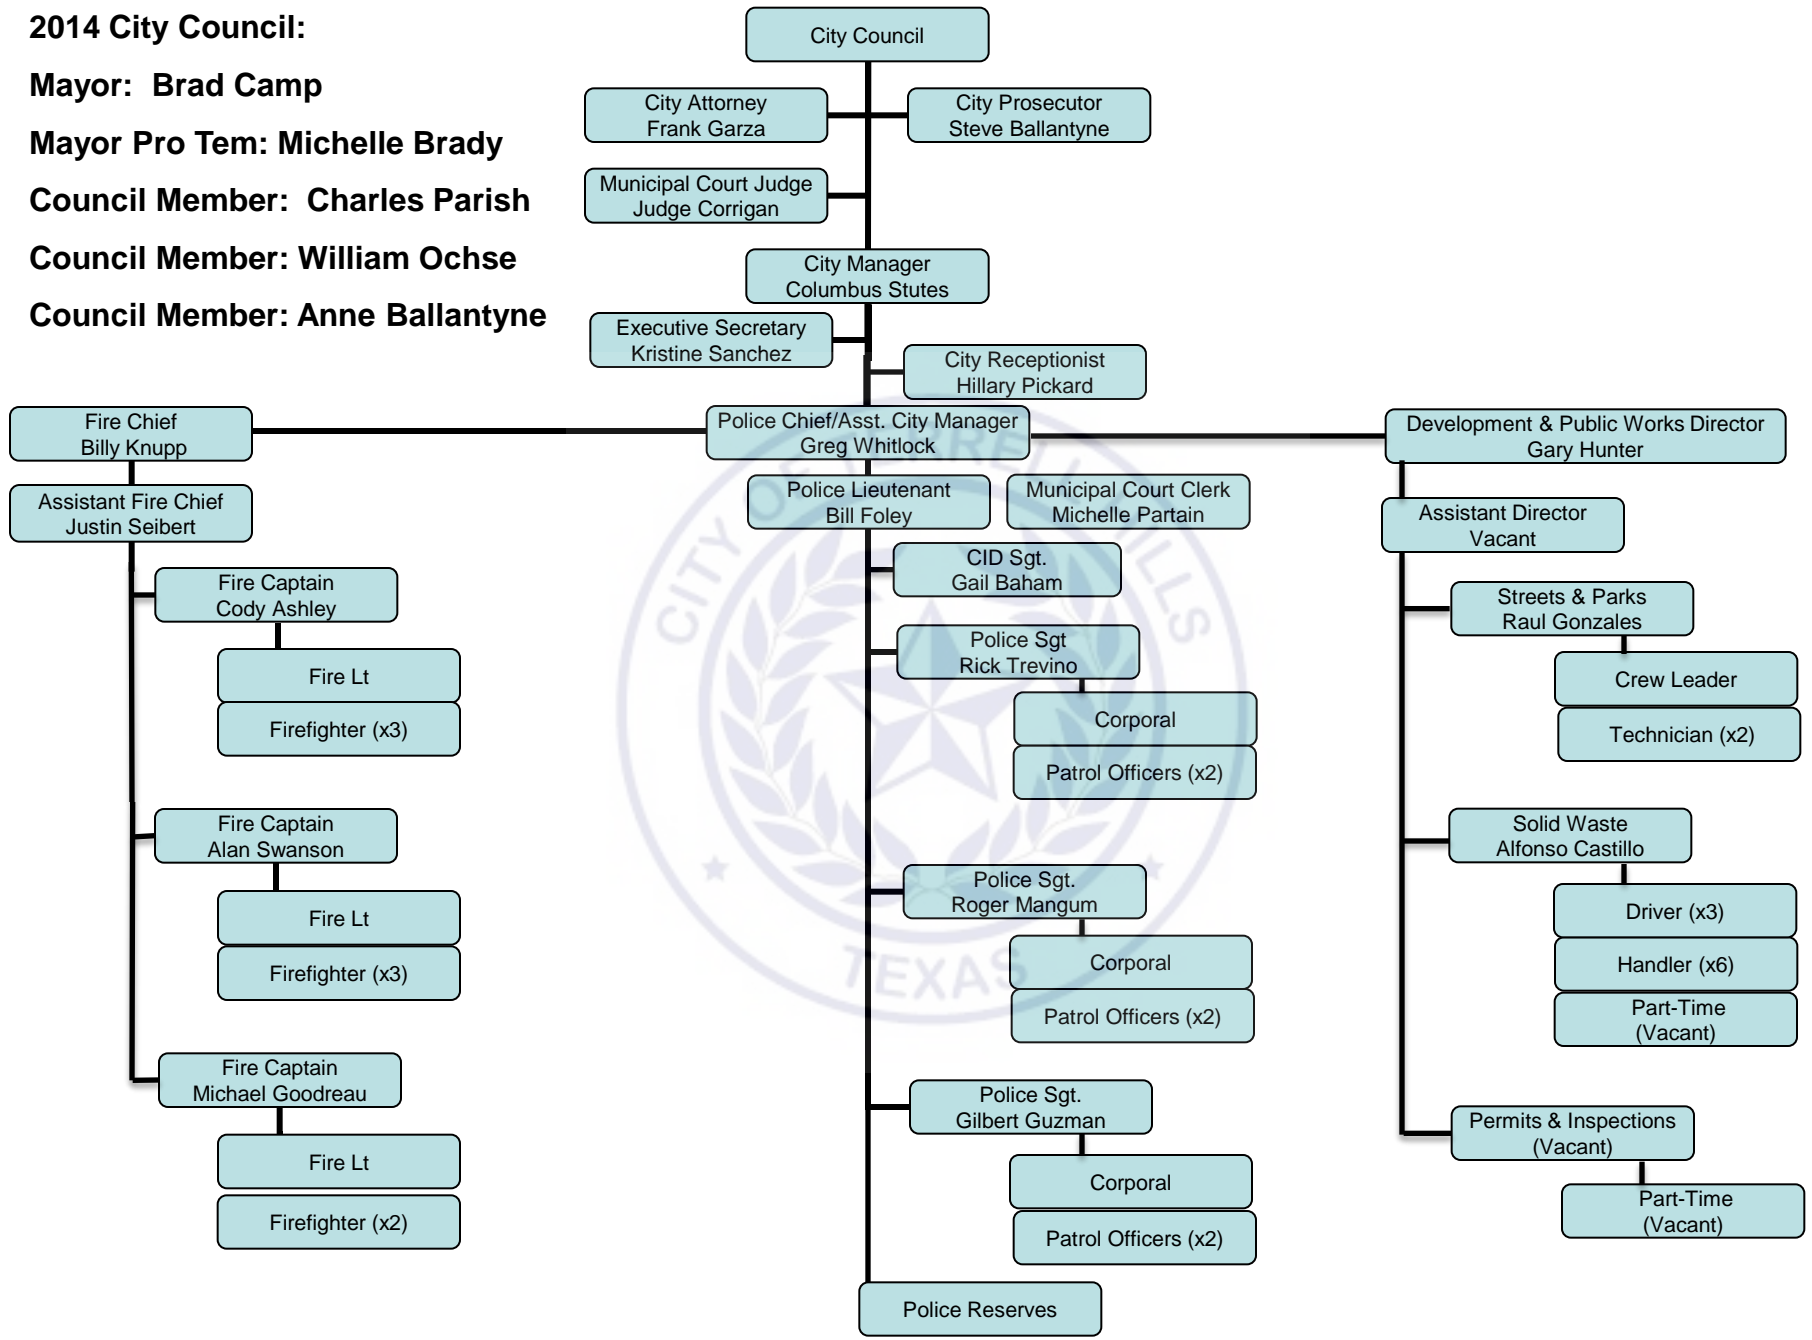 2014 City Council:
Mayor: Brad Camp
Mayor Pro Tem: Michelle Brady
Council Member: Charles Parish
Council Member: William Ochse
Council Member: Anne Ballantyne
City Council
City Attorney
Frank Garza
City Prosecutor
Steve Ballantyne
Municipal Court Judge
Judge Corrigan
City Manager
Columbus Stutes
Executive Secretary
Kristine Sanchez
City Receptionist
Hillary Pickard
Fire Chief
Billy Knupp
Police Chief/Asst. City Manager
Greg Whitlock
Development & Public Works Director
Gary Hunter
Assistant Fire Chief
Justin Seibert
Fire Captain
Cody Ashley
Fire Lt
Firefighter (x3)
Fire Captain
Alan Swanson
Fire Lt
Firefighter (x3)
Fire Captain
Michael Goodreau
Fire Lt
Firefighter (x2)
Police Lieutenant
Bill Foley
Municipal Court Clerk
Michelle Partain
CID Sgt.
Gail Baham
Police Sgt
Rick Trevino
Corporal
Patrol Officers (x2)
Police Sgt.
Roger Mangum
Corporal
Patrol Officers (x2)
Police Sgt.
Gilbert Guzman
Corporal
Patrol Officers (x2)
Police Reserves
Assistant Director
Vacant
Streets & Parks
Raul Gonzales
Crew Leader
Technician (x2)
Solid Waste
Alfonso Castillo
Driver (x3)
Handler (x6)
Part-Time
(Vacant)
Permits & Inspections
(Vacant)
Part-Time
(Vacant)
CITY OF TERRELL HILLS
TEXAS